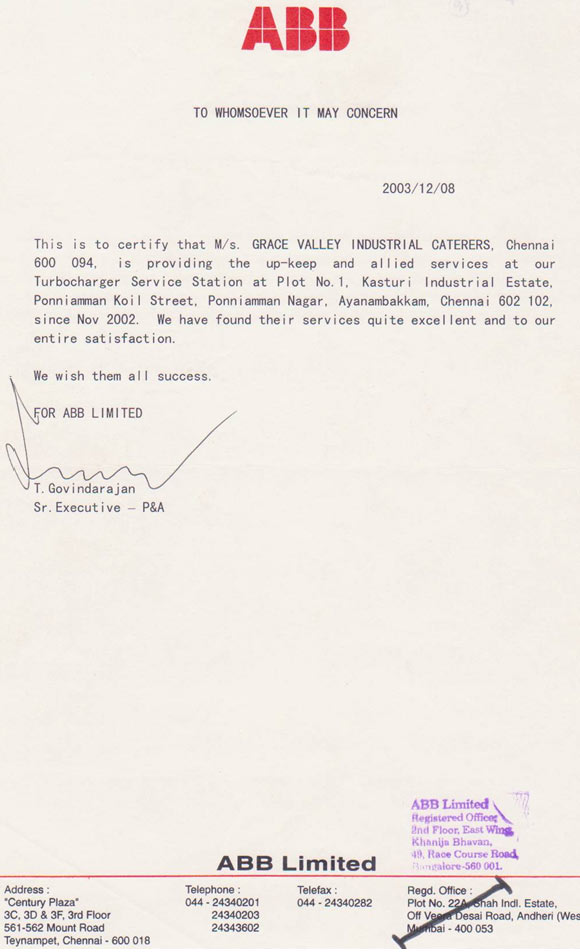 ABB
TO WHOMSOEVER IT MAY CONCERN
2003/12/08
This is to certify that M/s. GRACE VALLEY INDUSTRIAL CATERERS, Chennai
600 094, is providing the up-keep and allied services at our
Turbocharger Service Station at Plot No.1, Kasturi Industrial Estate,
Ponniamman Koil Street, Ponniamman Nagar, Ayanambakkam, Chennai 602 102,
since Nov 2002. We have found their services quite excellent and to our
entire satisfaction.
We wish them all success.
FOR ABB LIMITED
T.Govindarajan
Sr.Executive – P&A
ABB Limited
Registered Office:
2nd Floor, East Wing,
Khanija Bhavan,
49, Race Course Road,
Bangalore-560 001.
ABB Limited
Address :
"Century Plaza"
3C, 3D & 3F, 3rd Floor
561-562 Mount Road
Teynampet, Chennai - 600 018
Telephone :
044 - 24340201
24340203
24343602
Telefax :
044 - 24340282
Regd. Office :
Plot No. 22A, Shah Indl. Estate,
Off Veera Desai Road, Andheri (Wes
Mumbai - 400 053